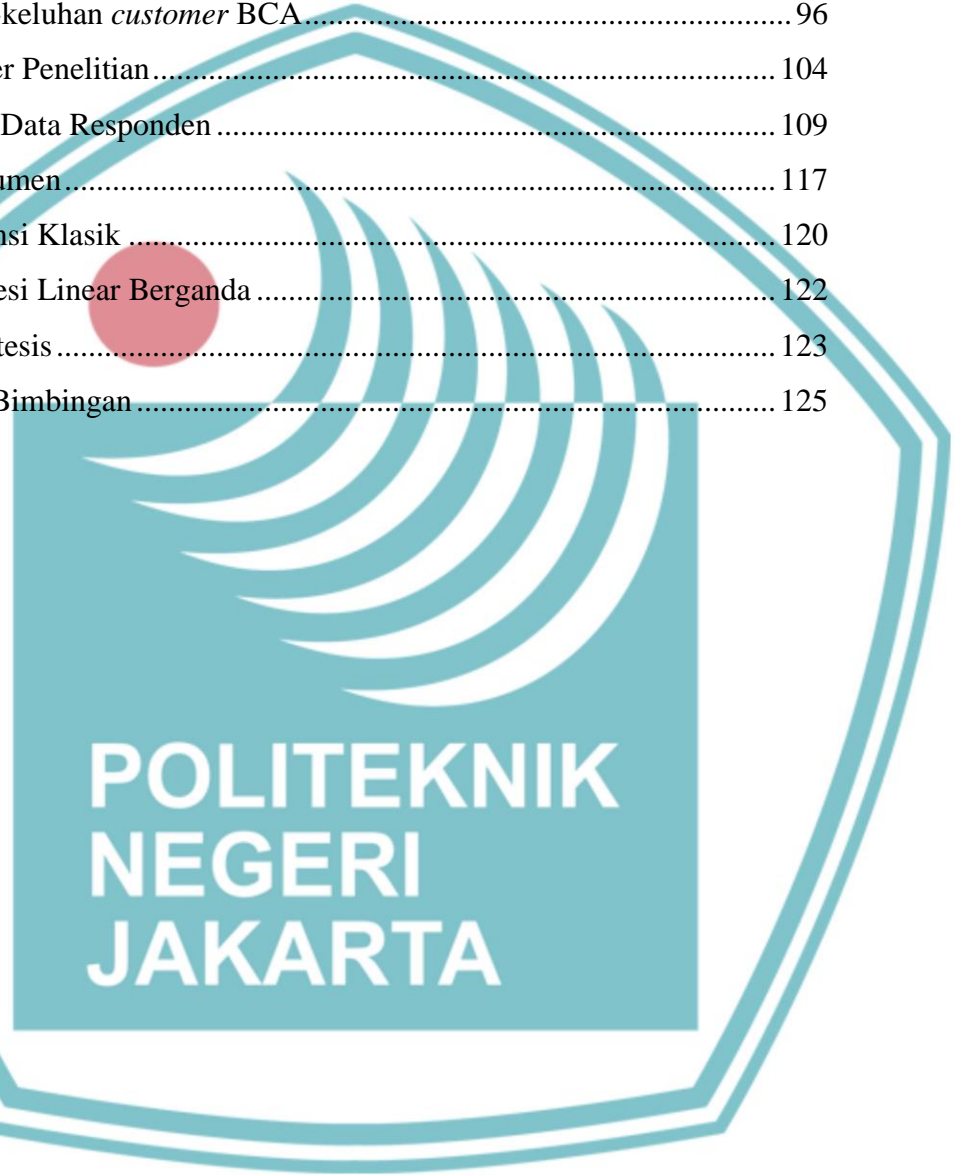 -keluhan customer BCA.......................................................... 96
er Penelitian.......................................................................... 104
Data Responden .................................................................. 109
umen..................................................................................... 117
nsi Klasik ............................................................................. 120
esi Linear Berganda ............................................................. 122
tesis ...................................................................................... 123
Bimbingan ........................................................................... 125
POLITEKNIK
NEGERI
JAKARTA